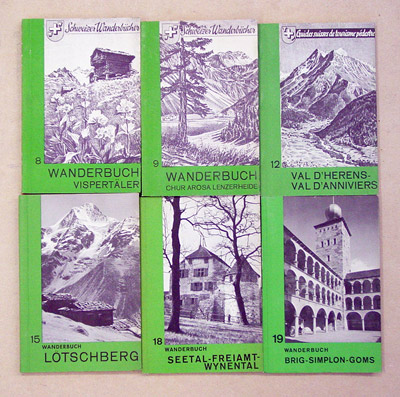 Schweizer Wanderbücher
8
WANDERBUCH
VISPERTÄLER
Schweizer Wanderbücher
9
WANDERBUCH
CHUR AROSA LENZERHEIDE
Guides suisses de tourisme pédestre
12
VAL D'HERENS-
VAL D'ANNIVIERS
15
WANDERBUCH
LÖTSCHBERG
18
WANDERBUCH
SEETAL-FREIAMT-
WYNENTAL
19
WANDERBUCH
BRIG-SIMPLON-GOMS